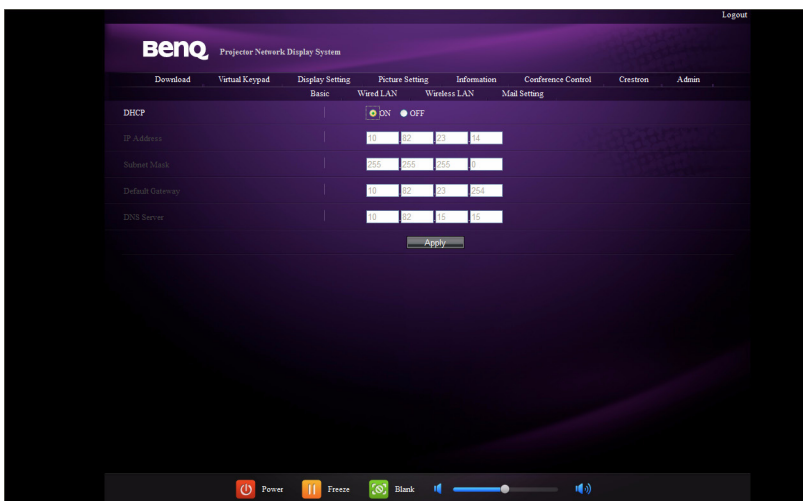 Logout
BenQ Projector Network Display System
Download Virtual Keypad Display Setting Picture Setting Information Conference Control Crestron Admin
Basic Wired LAN Wireless LAN Mail Setting
DHCP ON OFF
IP Address 10 . 82 . 23 . 14
Subnet Mask 255 . 255 . 255 . 0
Default Gateway 10 . 82 . 23 . 254
DNS Server 10 . 82 . 15 . 15
Apply
Power Freeze Blank